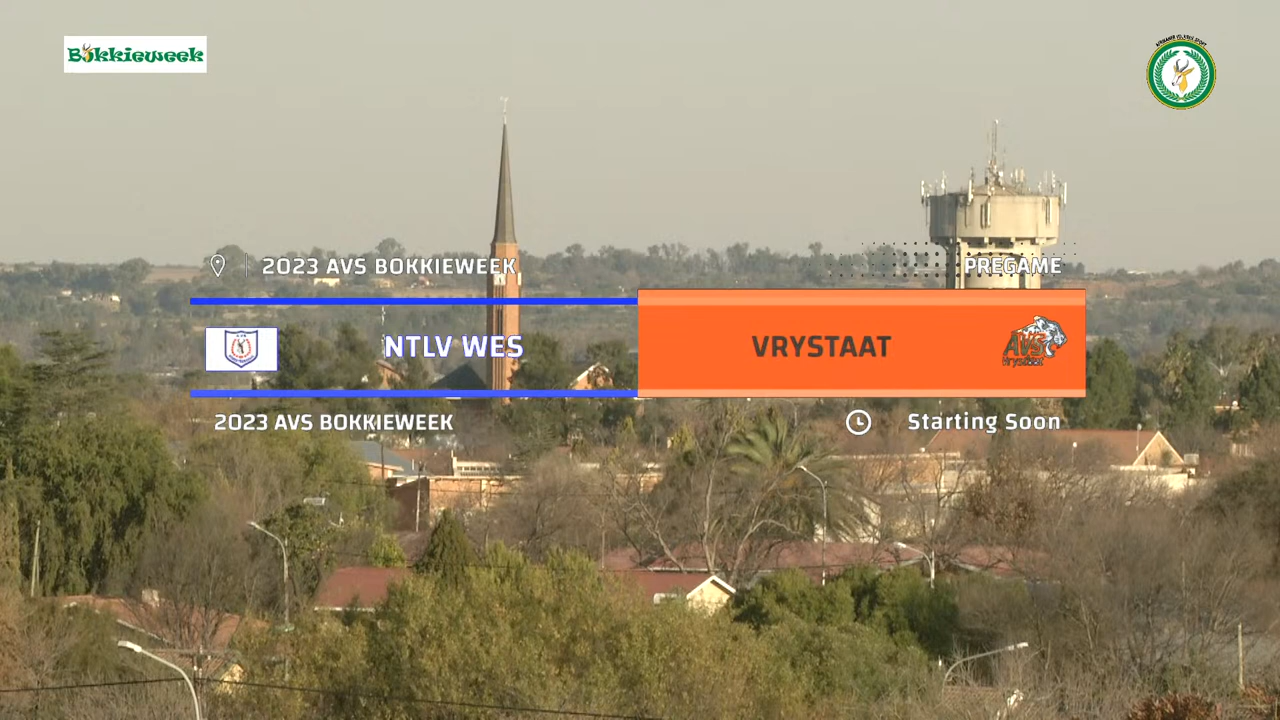 Bokkieweek
2023 AVS BOKKIEWEEK
PREGAME
NTLV WES
VRYSTAAT
AVS
Vrystaat
2023 AVS BOKKIEWEEK
Starting Soon